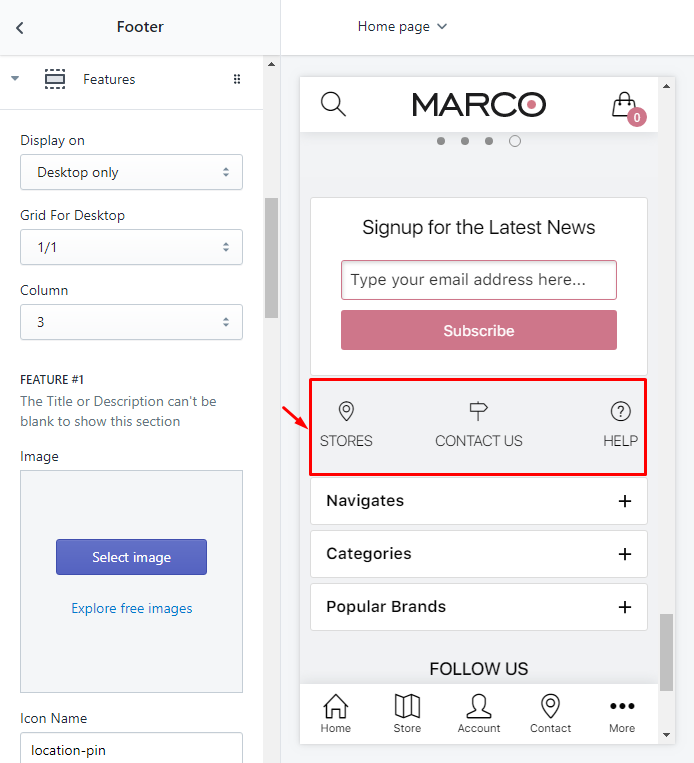 Footer
Home page
Features
Display on
Desktop only
Grid For Desktop
1/1
Column
3
FEATURE #1
The Title or Description can't be
blank to show this section
Image
Select image
Explore free images
Icon Name
location-pin
MARCO
0
Signup for the Latest News
Type your email address here...
Subscribe
STORES
CONTACT US
HELP
Navigates
Categories
Popular Brands
FOLLOW US
Home
Store
Account
Contact
More